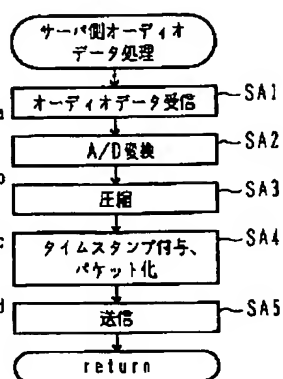 サーバ側オーディオ
データ処理
オーディオデータ受信
SA1
a
A/D変換
SA2
b
圧縮
SA3
c
タイムスタンプ付与、
パケット化
SA4
d
送信
SA5
return